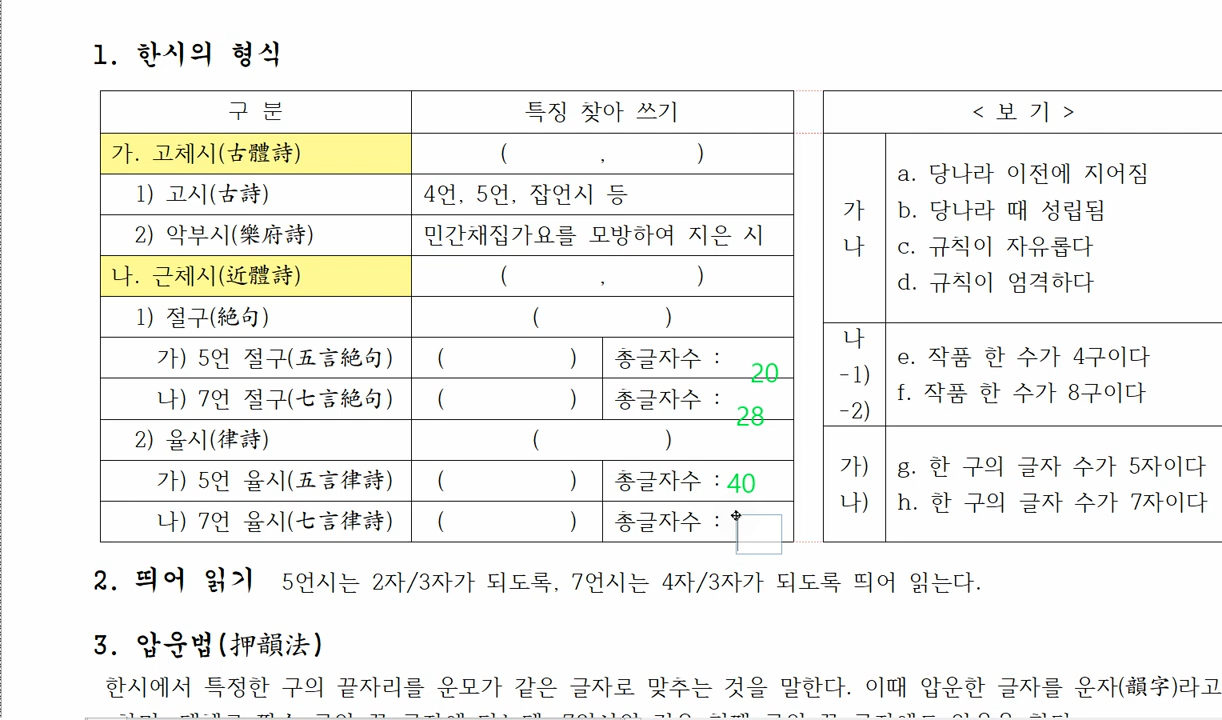 1. 한시의 형식
구 분 특징 찾아 쓰기
가. 고체시(古體詩) ( , )
1) 고시(古詩) 4언, 5언, 잡언시 등
2) 악부시(樂府詩) 민간채집가요를 모방하여 지은 시
나. 근체시(近體詩) ( , )
1) 절구(絶句) ( )
가) 5언 절구(五言絶句) ( ) 총글자수 : 20
나) 7언 절구(七言絶句) ( ) 총글자수 : 28
2) 율시(律詩) ( )
가) 5언 율시(五言律詩) ( ) 총글자수 : 40
나) 7언 율시(七言律詩) ( ) 총글자수 :
< 보 기 >
가
나
a. 당나라 이전에 지어짐
b. 당나라 때 성립됨
c. 규칙이 자유롭다
d. 규칙이 엄격하다
나
-1)
-2)
e. 작품 한 수가 4구이다
f. 작품 한 수가 8구이다
가)
나)
g. 한 구의 글자 수가 5자이다
h. 한 구의 글자 수가 7자이다
2. 띄어 읽기 5언시는 2자/3자가 되도록, 7언시는 4자/3자가 되도록 띄어 읽는다.
3. 압운법(押韻法)
한시에서 특정한 구의 끝자리를 운모가 같은 글자로 맞추는 것을 말한다. 이때 압운한 글자를 운자(韻字)라고